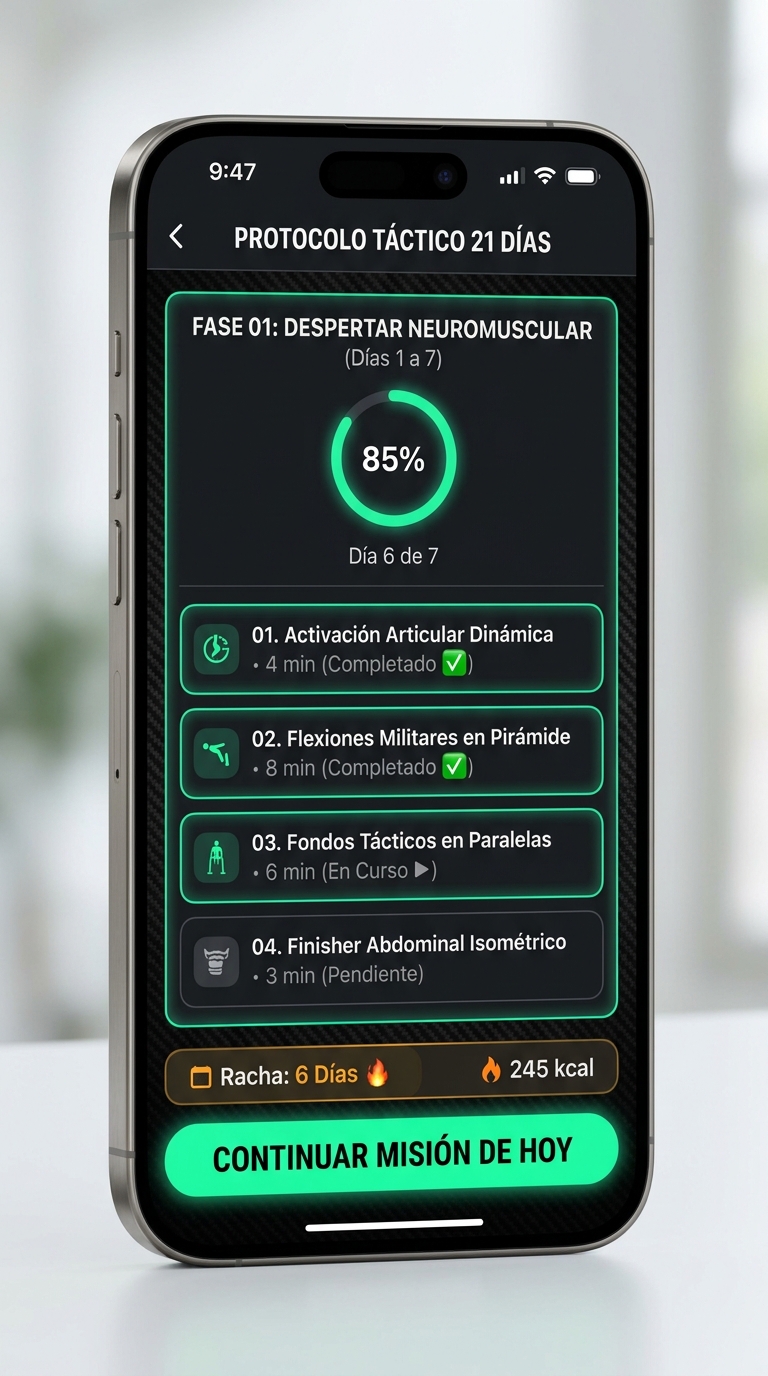 9:47
PROTOCOLO TÁCTICO 21 DÍAS
FASE 01: DESPERTAR NEUROMUSCULAR
(Días 1 a 7)
85%
Día 6 de 7
01. Activación Articular Dinámica
• 4 min (Completado ✅)
02. Flexiones Militares en Pirámide
• 8 min (Completado ✅)
03. Fondos Tácticos en Paralelas
• 6 min (En Curso ▶)
04. Finisher Abdominal Isométrico
• 3 min (Pendiente)
Racha: 6 Días 🔥 245 kcal
CONTINUAR MISIÓN DE HOY